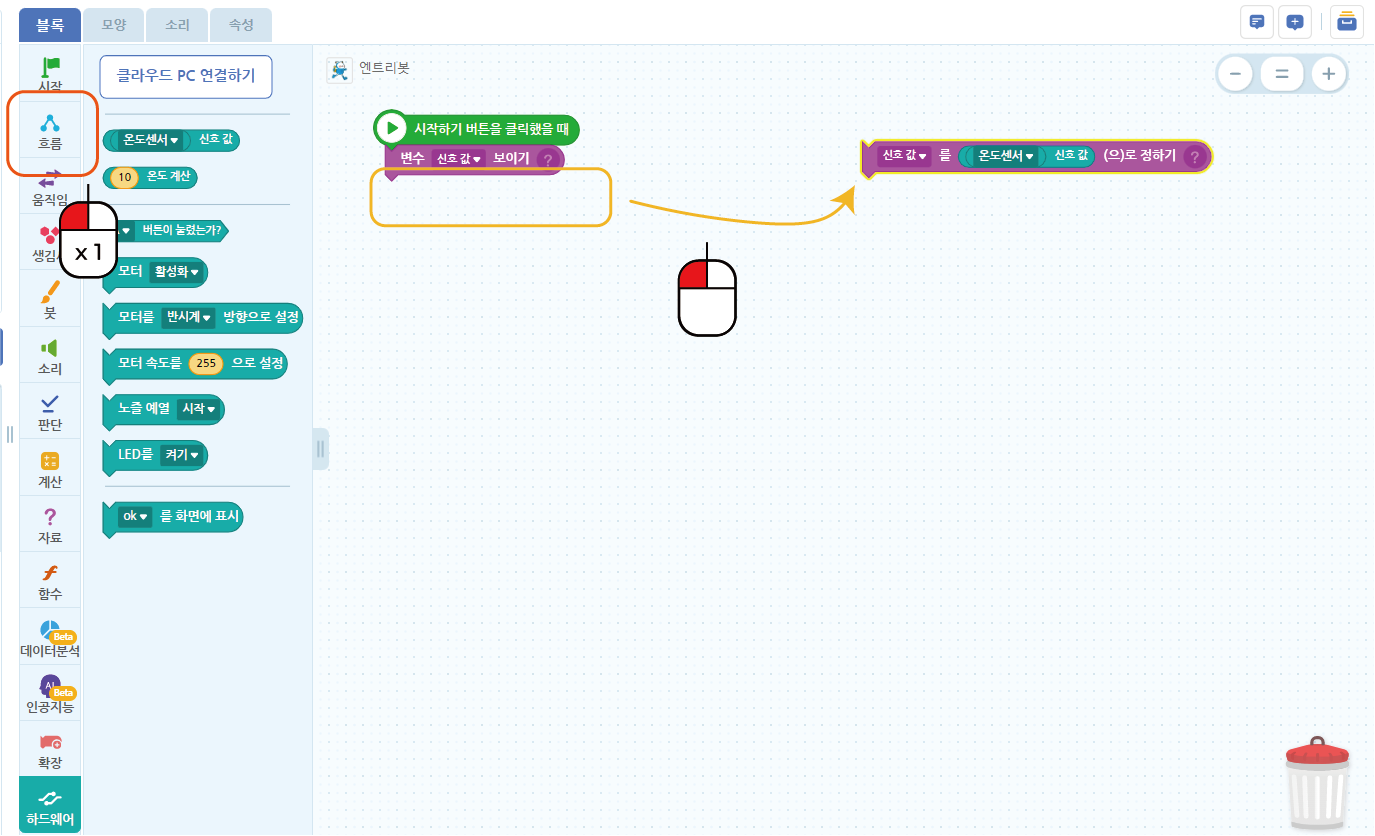 블록 모양 소리 속성
시작
흐름
움직임
생김새
붓
소리
판단
계산
? 자료
함수
Beta
데이터분석
AI Beta
인공지능
확장
하드웨어
클라우드 PC 연결하기
온도센서 신호 값
10 온도 계산
버튼이 눌렸는가?
모터 활성화
모터를 반시계 방향으로 설정
모터 속도를 255 으로 설정
노즐 예열 시작
LED를 켜기
ok 를 화면에 표시
x 1
엔트리봇
시작하기 버튼을 클릭했을 때
변수 신호 값 보이기 ?
신호 값 를 온도센서 신호 값 (으)로 정하기 ?